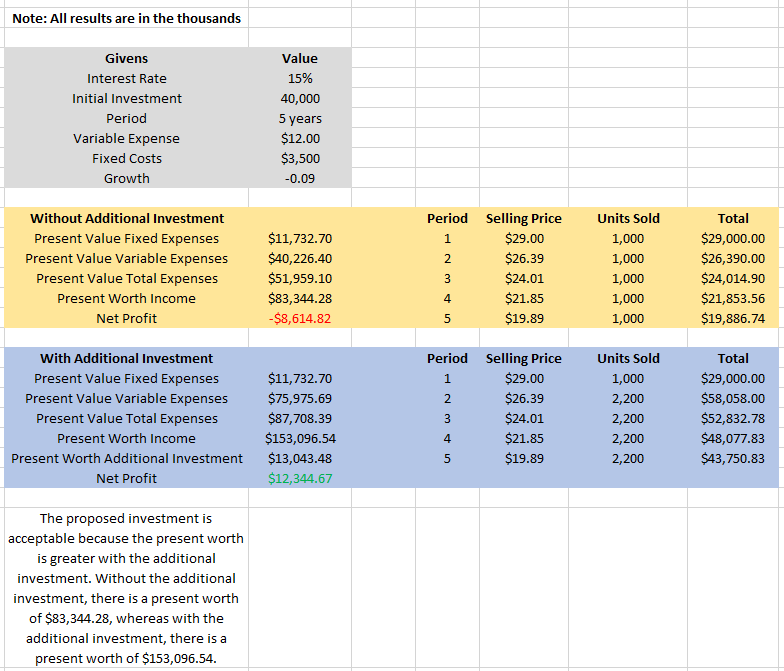 Note: All results are in the thousands
Givens Value
Interest Rate 15%
Initial Investment 40,000
Period 5 years
Variable Expense $12.00
Fixed Costs $3,500
Growth -0.09
Without Additional Investment Period Selling Price Units Sold Total
Present Value Fixed Expenses $11,732.70 1 $29.00 1,000 $29,000.00
Present Value Variable Expenses $40,226.40 2 $26.39 1,000 $26,390.00
Present Value Total Expenses $51,959.10 3 $24.01 1,000 $24,014.90
Present Worth Income $83,344.28 4 $21.85 1,000 $21,853.56
Net Profit -$8,614.82 5 $19.89 1,000 $19,886.74
With Additional Investment Period Selling Price Units Sold Total
Present Value Fixed Expenses $11,732.70 1 $29.00 1,000 $29,000.00
Present Value Variable Expenses $75,975.69 2 $26.39 2,200 $58,058.00
Present Value Total Expenses $87,708.39 3 $24.01 2,200 $52,832.78
Present Worth Income $153,096.54 4 $21.85 2,200 $48,077.83
Present Worth Additional Investment $13,043.48 5 $19.89 2,200 $43,750.83
Net Profit $12,344.67
The proposed investment is
acceptable because the present worth
is greater with the additional
investment. Without the additional
investment, there is a present worth
of $83,344.28, whereas with the
additional investment, there is a
present worth of $153,096.54.